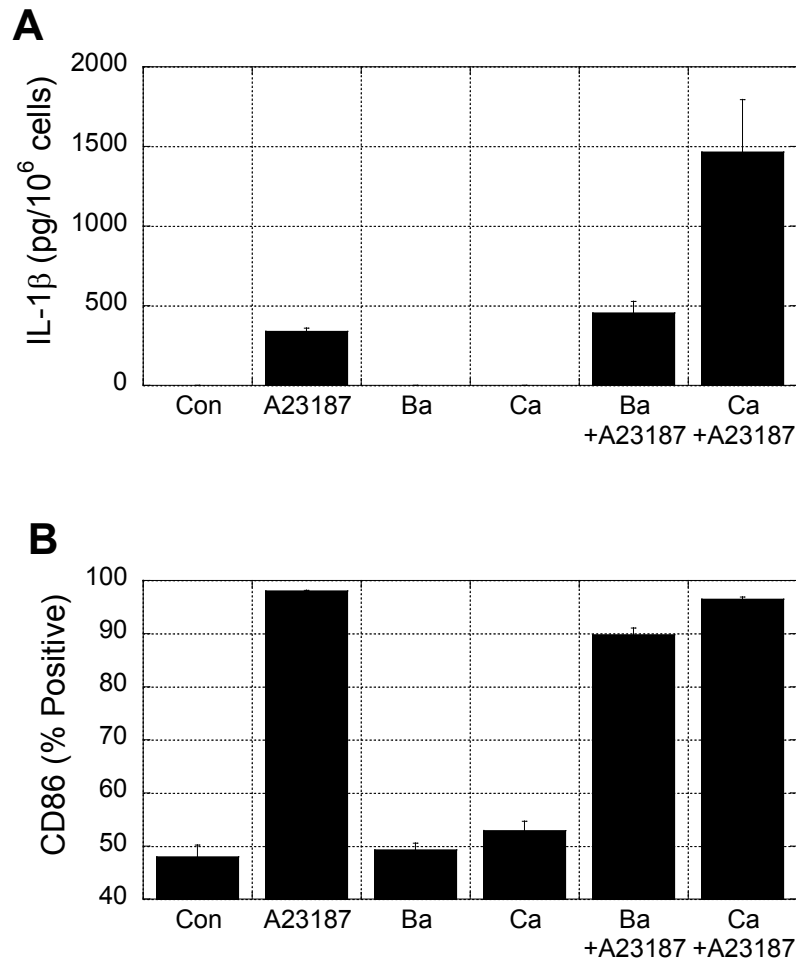 A
IL-1β (pg/10⁶ cells)
2000
1500
1000
500
0
Con A23187 Ba Ca Ba Ca
+A23187 +A23187
B
CD86 (% Positive)
100
90
80
70
60
50
40
Con A23187 Ba Ca Ba Ca
+A23187 +A23187